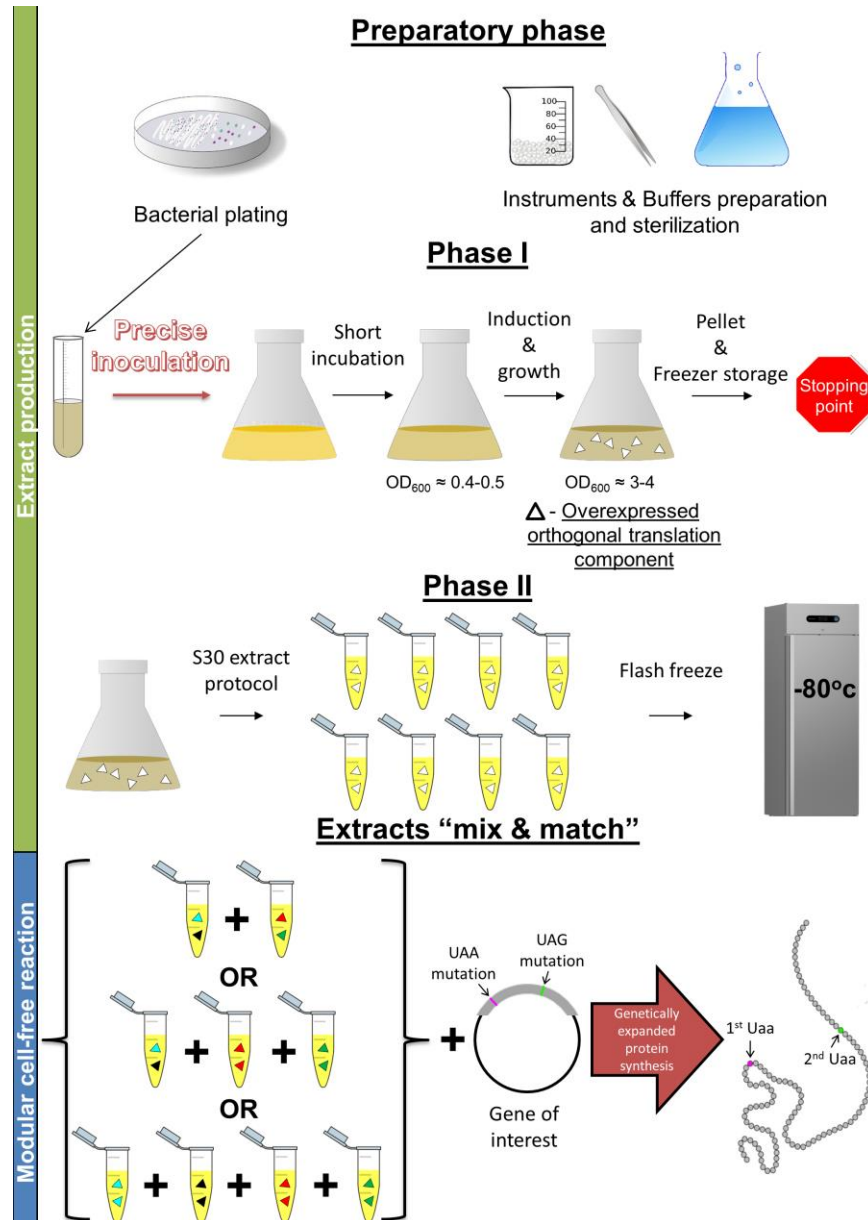 Preparatory phase
100
80
60
40
20
Bacterial plating
Instruments & Buffers preparation
and sterilization
Extract production
Phase I
Precise
inoculation
Short
incubation
Induction
&
growth
Pellet
&
Freezer storage
Stopping
point
OD₆₀₀ ≈ 0.4-0.5
OD₆₀₀ ≈ 3-4
Δ - Overexpressed
orthogonal translation
component
Phase II
S30 extract
protocol
Flash freeze
-80°c
Extracts “mix & match”
Modular cell-free reaction
+
OR
+ +
OR
+ + +
+
UAA
mutation
UAG
mutation
Gene of
interest
Genetically
expanded
protein
synthesis
1st Uaa
2nd Uaa